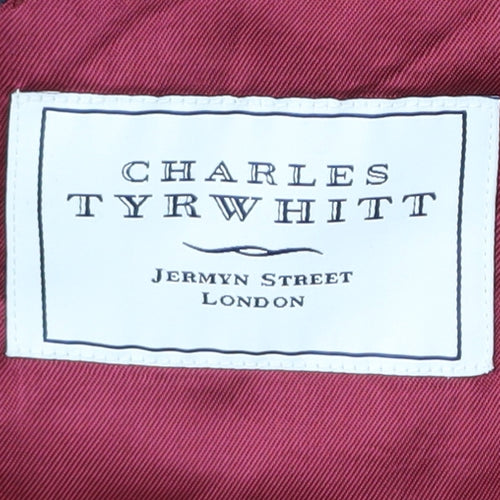 CHARLES
TYRWHITT
JERMYN STREET
LONDON